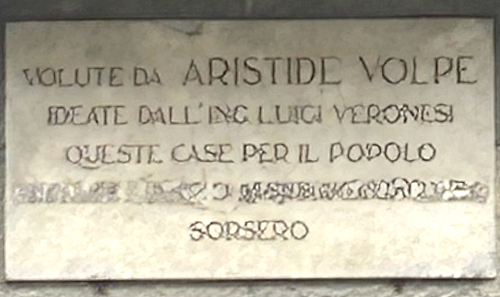 VOLUTE DA ARISTIDE VOLPE
IDEATE DALL'ING LUIGI VERONESI
QUESTE CASE PER IL POPOLO
SORSERO